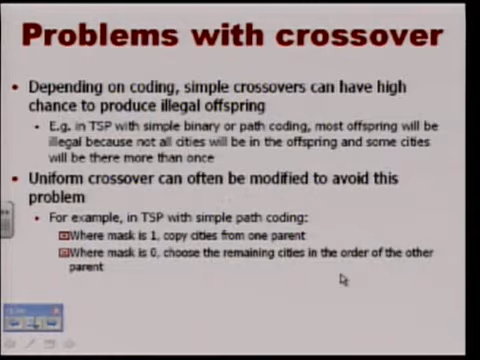 Problems with crossover
Depending on coding, simple crossovers can have high
chance to produce illegal offspring
E.g. in TSP with simple binary or path coding, most offspring will be
illegal because not all cities will be in the offspring and some cities
will be there more than once
Uniform crossover can often be modified to avoid this
problem
For example, in TSP with simple path coding:
Where mask is 1, copy cities from one parent
Where mask is 0, choose the remaining cities in the order of the other
parent